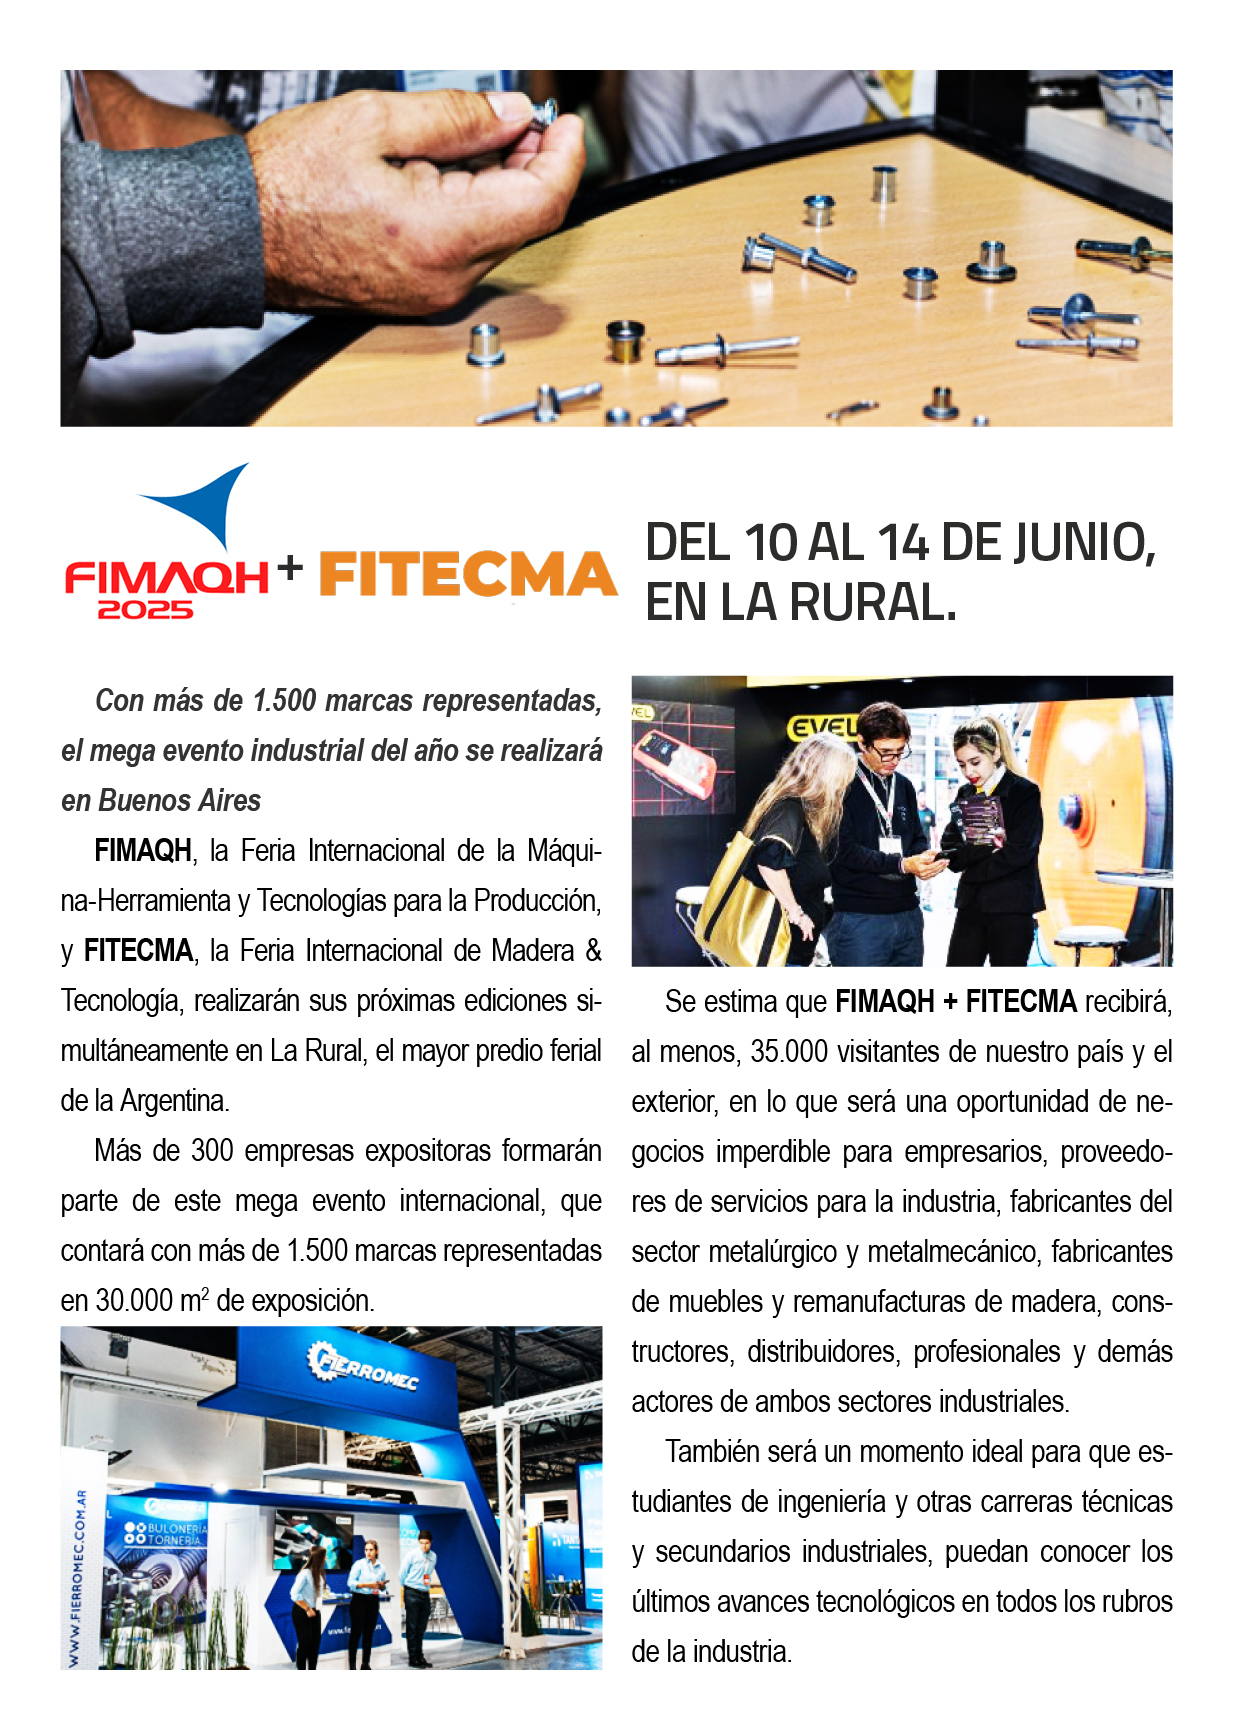 FIMAQH
2025
+
FITECMA
DEL 10 AL 14 DE JUNIO,
EN LA RURAL.
Con más de 1.500 marcas representadas,
el mega evento industrial del año se realizará
en Buenos Aires
FIMAQH, la Feria Internacional de la Máqui-
na-Herramienta y Tecnologías para la Producción,
y FITECMA, la Feria Internacional de Madera &
Tecnología, realizarán sus próximas ediciones si-
multáneamente en La Rural, el mayor predio ferial
de la Argentina.
Más de 300 empresas expositoras formarán
parte de este mega evento internacional, que
contará con más de 1.500 marcas representadas
en 30.000 m² de exposición.
FIERROMEC
WWW.FIERROMEC.COM.AR
BULONERÍA
TORNERÍA
EVEL
Se estima que FIMAQH + FITECMA recibirá,
al menos, 35.000 visitantes de nuestro país y el
exterior, en lo que será una oportunidad de ne-
gocios imperdible para empresarios, proveedo-
res de servicios para la industria, fabricantes del
sector metalúrgico y metalmecánico, fabricantes
de muebles y remanufacturas de madera, cons-
tructores, distribuidores, profesionales y demás
actores de ambos sectores industriales.
También será un momento ideal para que es-
tudiantes de ingeniería y otras carreras técnicas
y secundarios industriales, puedan conocer los
últimos avances tecnológicos en todos los rubros
de la industria.